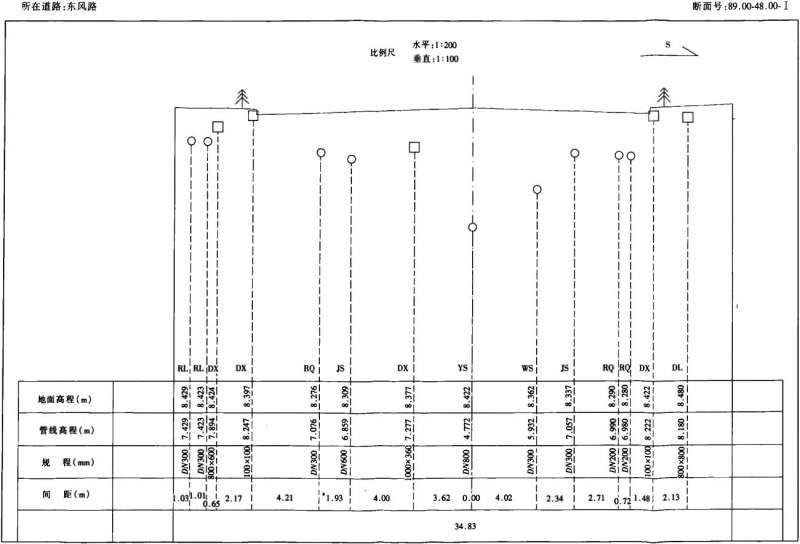 所在道路:东风路
断面号:89.00-48.00-Ⅰ
比例尺
水平:1:200
垂直:1:100
S
RL RL DX DX RQ JS DX YS WS JS RQ RQ DX DL
地面高程(m) 8.429 8.423 8.424 8.397 8.276 8.309 8.377 8.422 8.362 8.337 8.290 8.280 8.422 8.480
管线高程(m) 7.429 7.423 7.894 8.247 7.076 6.859 7.277 4.772 5.932 7.057 6.990 6.980 8.222 8.180
规 程(mm) DN300 DN300 800×600 100×100 DN300 DN600 1000×360 DN800 DN300 DN300 DN200 DN200 100×100 800×800
间 距(m) 1.03 1.01 0.65 2.17 4.21 1.93 4.00 3.62 0.00 4.02 2.34 2.71 0.72 1.48 2.13
34.83